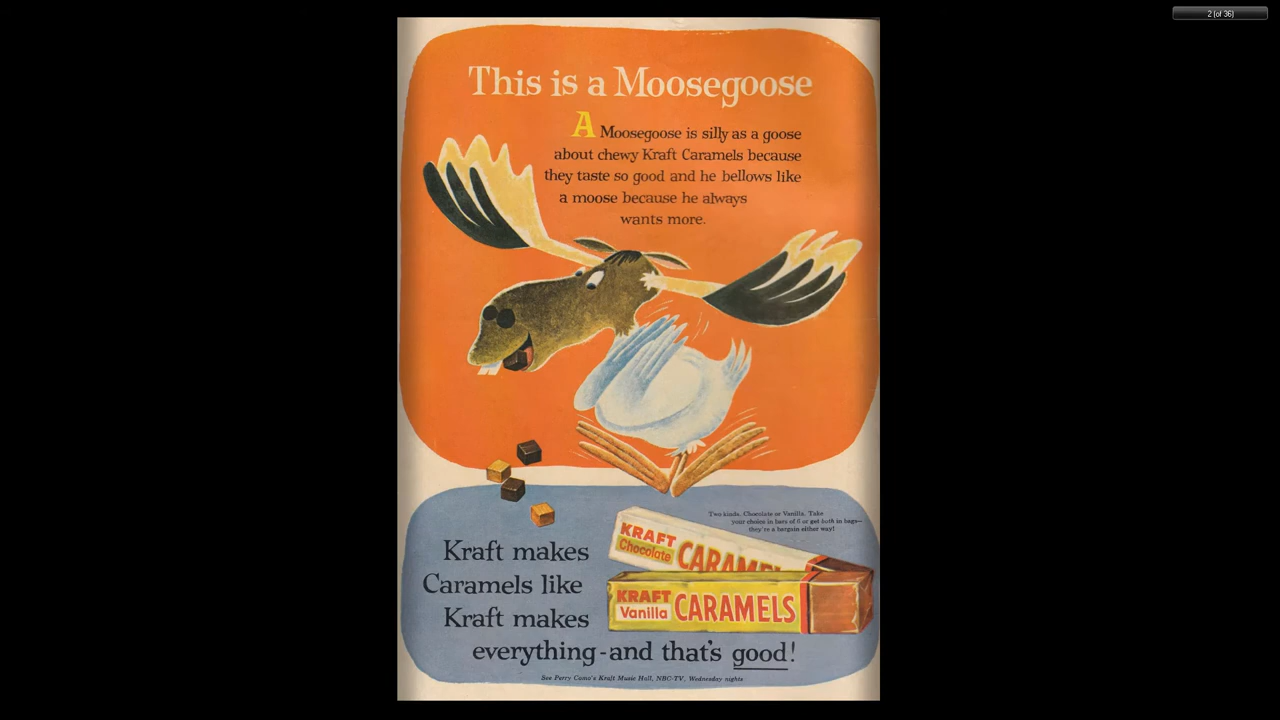 2 (of 36)
This is a Moosegoose
A Moosegoose is silly as a goose
about chewy Kraft Caramels because
they taste so good and he bellows like
a moose because he always
wants more.
Two kinds, Chocolate or Vanilla. Take
your choice in bars of 6 or get both in bags—
they're a bargain either way!
KRAFT
Chocolate CARAMEL
KRAFT
Vanilla CARAMELS
Kraft makes
Caramels like
Kraft makes
everything-and that's good!
See Perry Como's Kraft Music Hall, NBC-TV, Wednesday nights